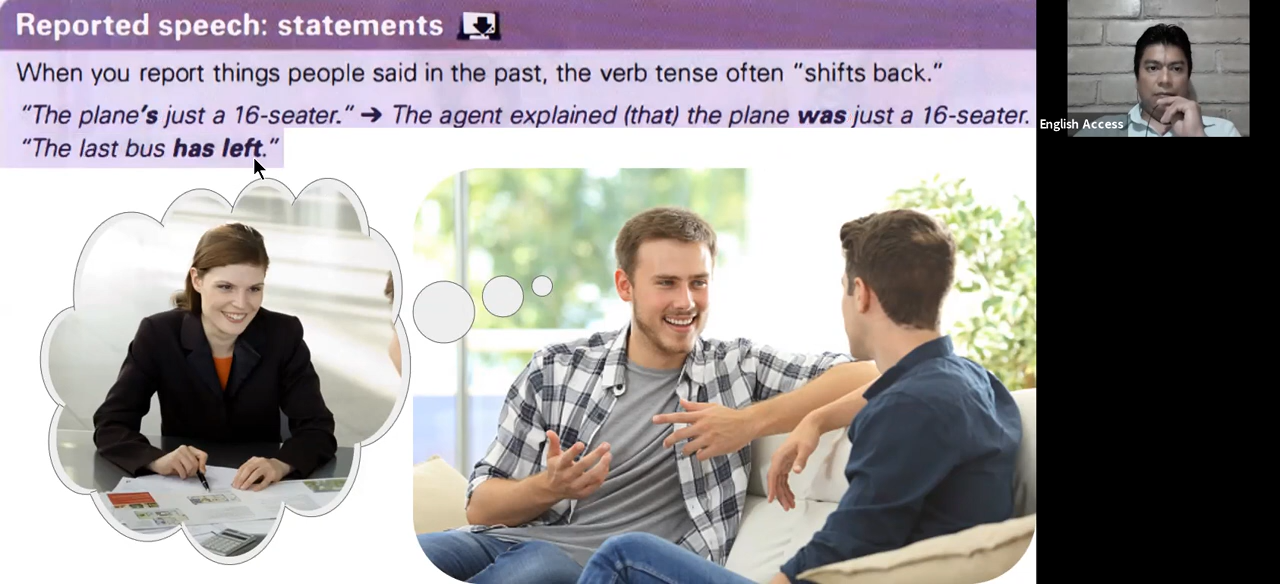 Reported speech: statements
When you report things people said in the past, the verb tense often “shifts back.”
“The plane’s just a 16-seater.” → The agent explained (that) the plane was just a 16-seater.
“The last bus has left.”
English Access